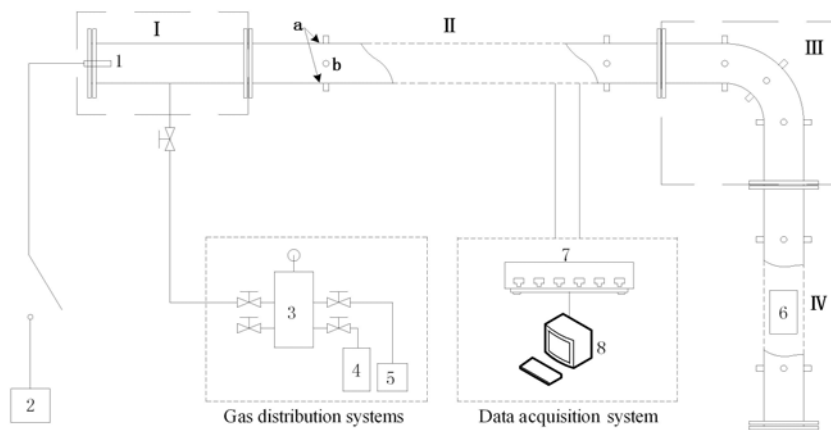 I
II
III
a
b
1
7
3
IV
6
8
4
5
2
Gas distribution systems
Data acquisition system